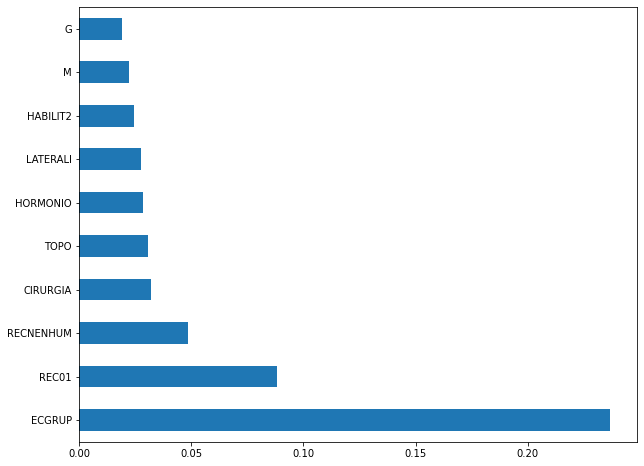 G
M
HABILIT2
LATERALI
HORMONIO
TOPO
CIRURGIA
RECNENHUM
REC01
ECGRUP
0.00 0.05 0.10 0.15 0.20